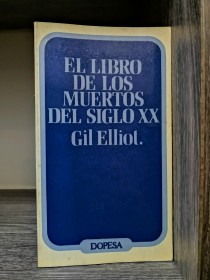 EL LIBRO
DE LOS
MUERTOS
DEL SIGLO XX
Gil Elliot.
DOPESA